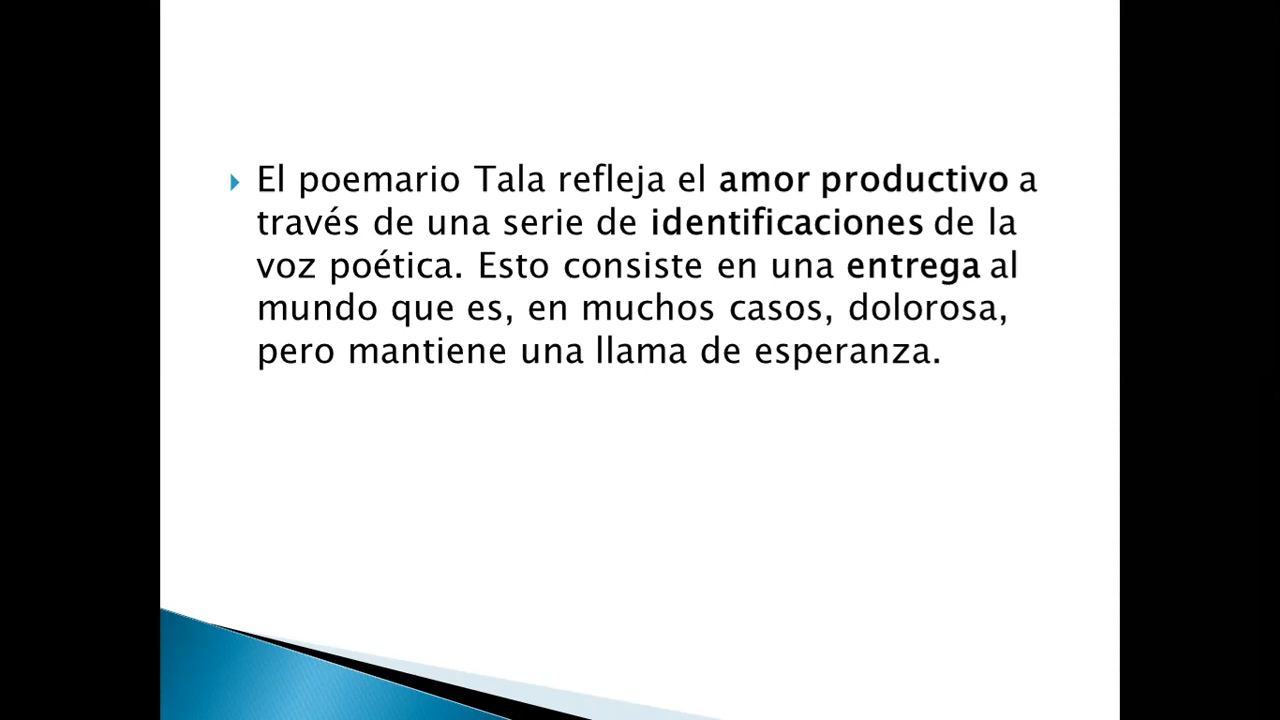 El poemario Tala refleja el amor productivo a
través de una serie de identificaciones de la
voz poética. Esto consiste en una entrega al
mundo que es, en muchos casos, dolorosa,
pero mantiene una llama de esperanza.